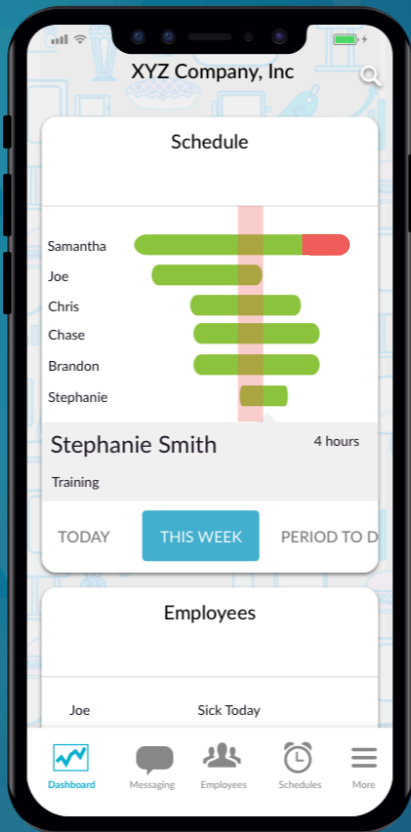 XYZ Company, Inc
Schedule
Samantha
Joe
Chris
Chase
Brandon
Stephanie
Stephanie Smith 4 hours
Training
TODAY THIS WEEK PERIOD TO D
Employees
Joe Sick Today
Dashboard Messaging Employees Schedules More